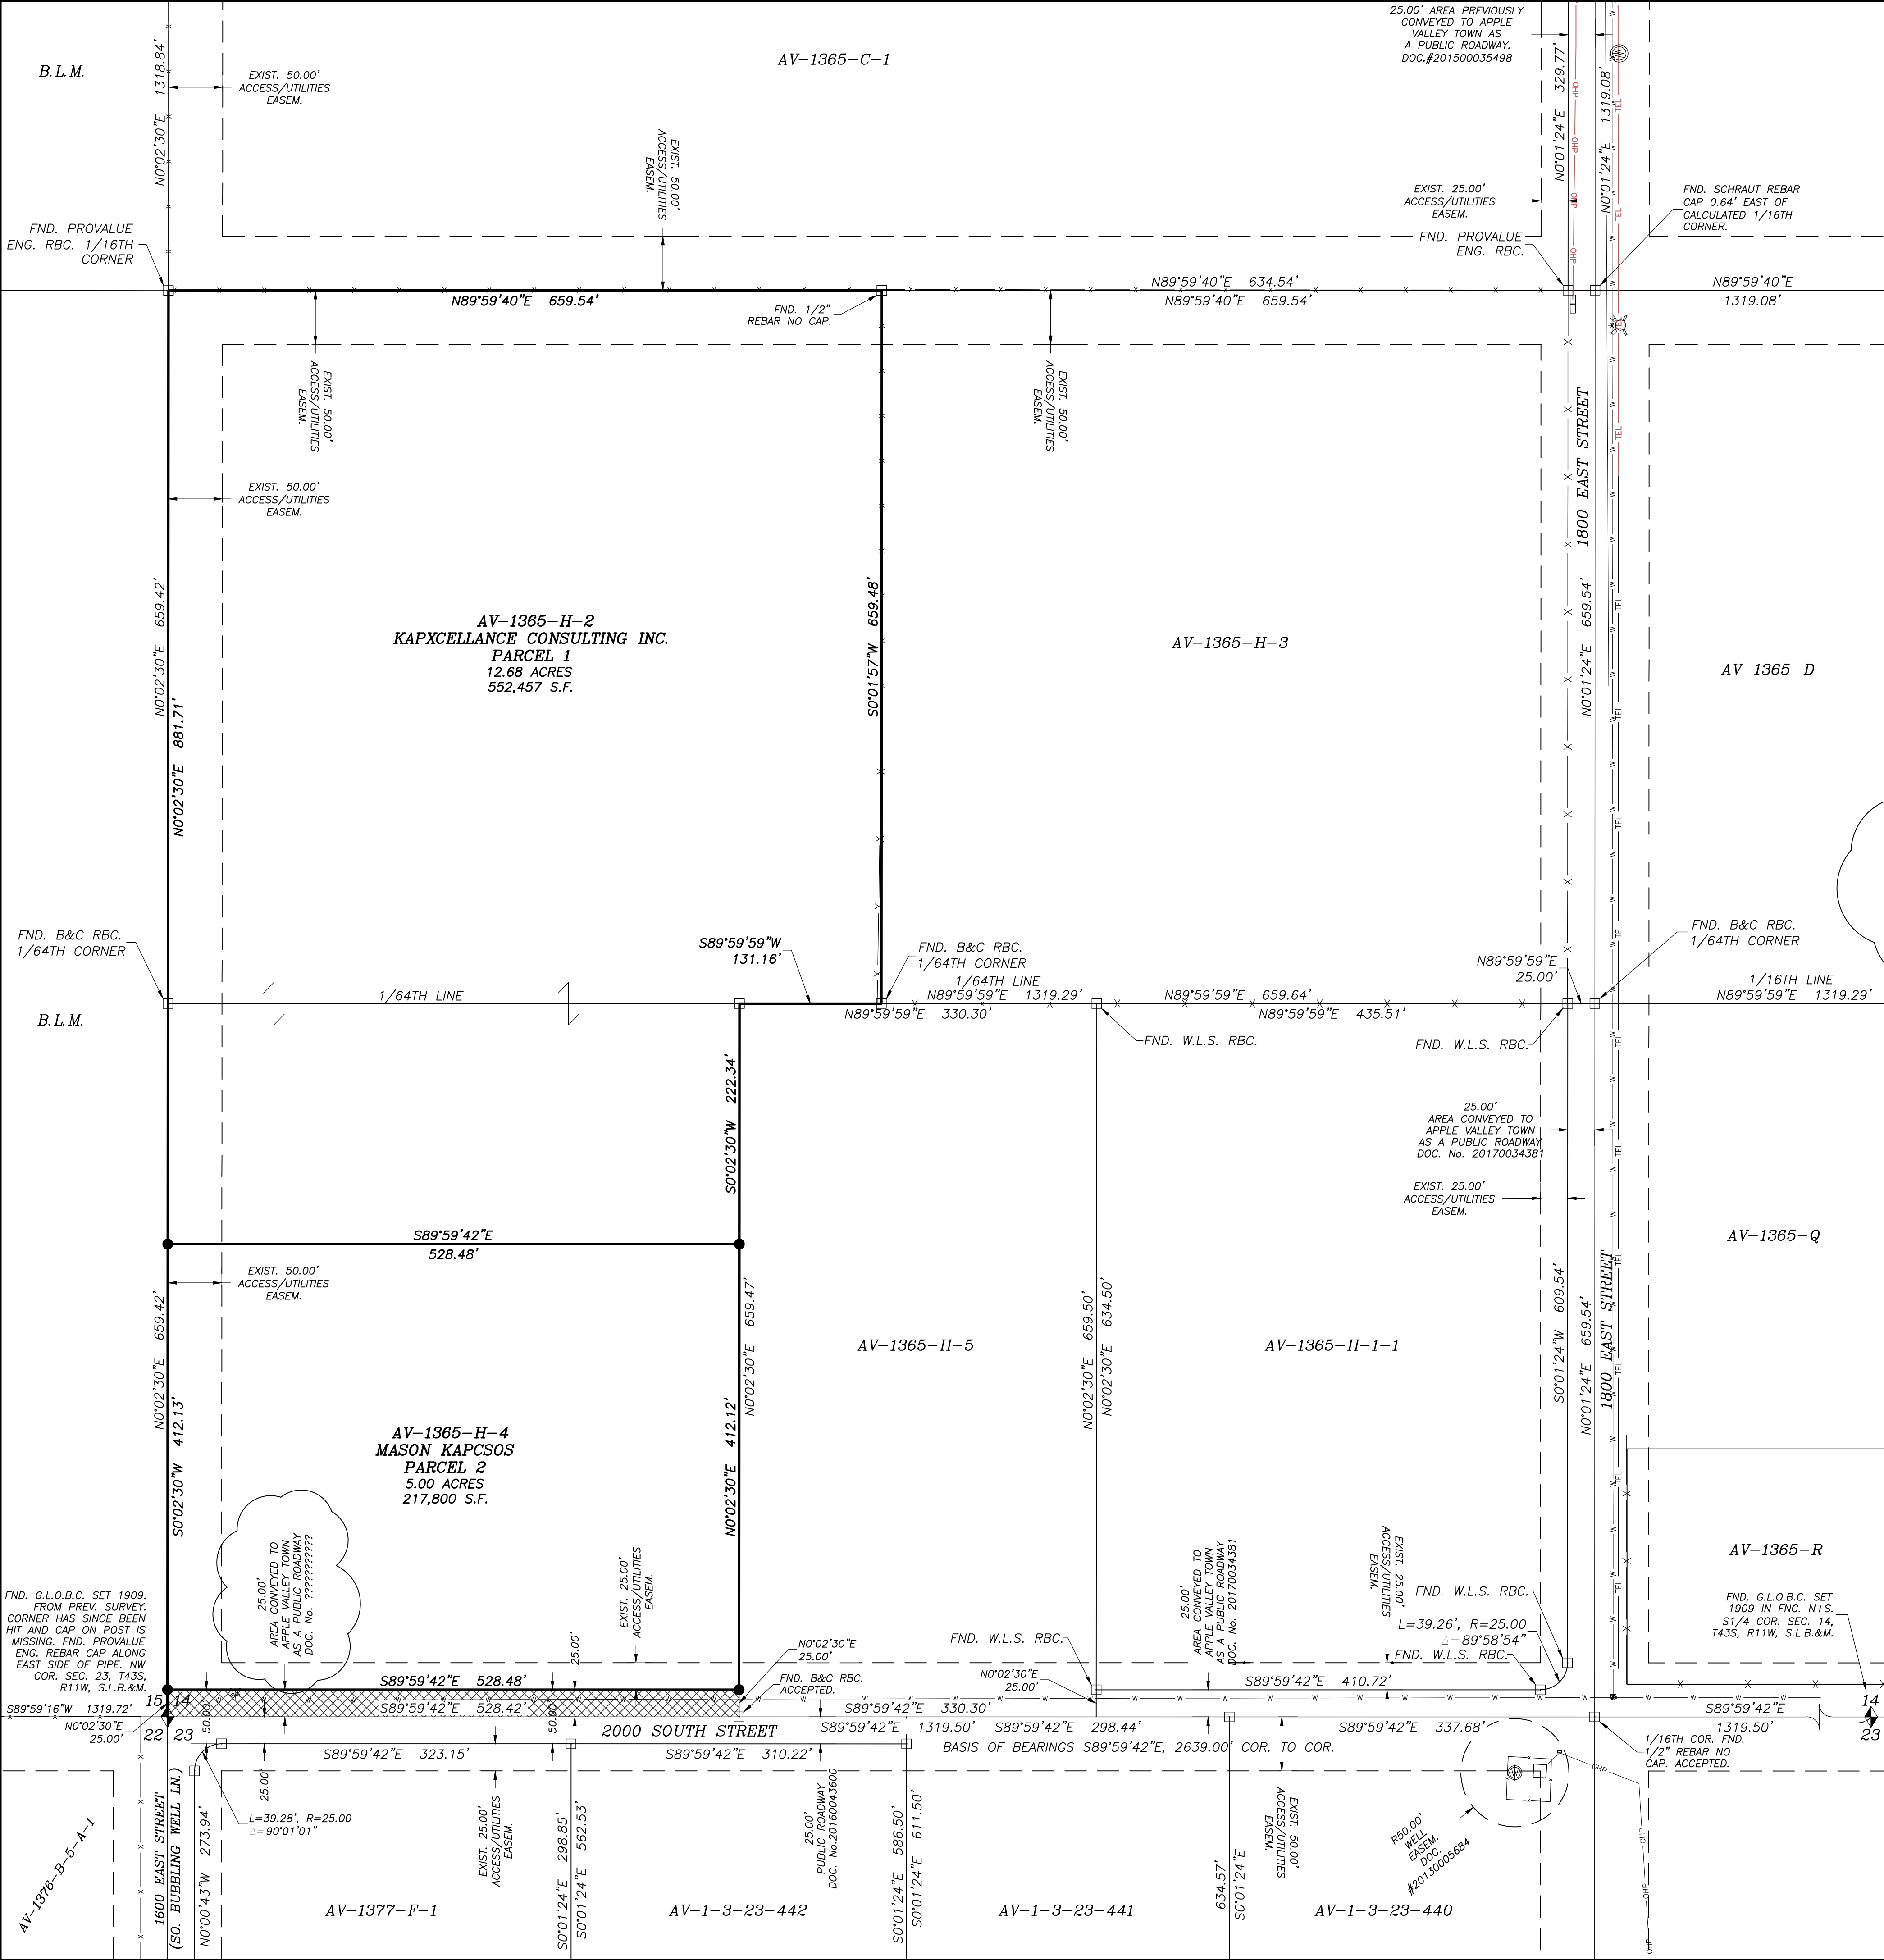 B.L.M.
N0°02'30"E 1318.84'
EXIST. 50.00'
ACCESS/UTILITIES
EASEM.
AV-1365-C-1
25.00' AREA PREVIOUSLY
CONVEYED TO APPLE
VALLEY TOWN AS
A PUBLIC ROADWAY.
DOC.#201500035498
N0°01'24"E 329.77'
N0°01'24"E 1319.08'
OHP
OHP
OHP
OHP
TEL
TEL
W
EXIST. 50.00'
ACCESS/UTILITIES
EASEM.
EXIST. 25.00'
ACCESS/UTILITIES
EASEM.
FND. SCHRAUT REBAR
CAP 0.64' EAST OF
CALCULATED 1/16TH
CORNER.
FND. PROVALUE
ENG. RBC. 1/16TH
CORNER
FND. PROVALUE
ENG. RBC.
N89°59'40"E 659.54'
FND. 1/2"
REBAR NO CAP.
N89°59'40"E 634.54'
N89°59'40"E 659.54'
N89°59'40"E
1319.08'
EXIST. 50.00'
ACCESS/UTILITIES
EASEM.
EXIST. 50.00'
ACCESS/UTILITIES
EASEM.
EXIST. 50.00'
ACCESS/UTILITIES
EASEM.
1800 EAST STREET
N0°02'30"E 659.42'
N0°02'30"E 881.71'
AV-1365-H-2
KAPXCELLANCE CONSULTING INC.
PARCEL 1
12.68 ACRES
552,457 S.F.
S0°01'57"W 659.48'
AV-1365-H-3
N0°01'24"E 659.54'
AV-1365-D
FND. B&C RBC.
1/64TH CORNER
1/64TH LINE
S89°59'59"W
131.16'
FND. B&C RBC.
1/64TH CORNER
1/64TH LINE
N89°59'59"E 1319.29'
N89°59'59"E 330.30'
N89°59'59"E 659.64'
N89°59'59"E 435.51'
N89°59'59"E
25.00'
FND. B&C RBC.
1/64TH CORNER
1/16TH LINE
N89°59'59"E 1319.29'
B.L.M.
FND. W.L.S. RBC.
FND. W.L.S. RBC.
S0°02'30"W 222.34'
25.00'
AREA CONVEYED TO
APPLE VALLEY TOWN
AS A PUBLIC ROADWAY
DOC. No. 20170034381
EXIST. 25.00'
ACCESS/UTILITIES
EASEM.
S89°59'42"E
528.48'
EXIST. 50.00'
ACCESS/UTILITIES
EASEM.
AV-1365-Q
N0°02'30"E 659.42'
S0°02'30"W 412.13'
N0°02'30"E 659.47'
N0°02'30"E 412.12'
AV-1365-H-5
N0°02'30"E 659.50'
N0°02'30"E 634.50'
AV-1365-H-1-1
S0°01'24"W 609.54'
N0°01'24"E 659.54'
1800 EAST STREET
AV-1365-H-4
MASON KAPCSOS
PARCEL 2
5.00 ACRES
217,800 S.F.
25.00'
AREA CONVEYED TO
APPLE VALLEY TOWN
AS A PUBLIC ROADWAY
DOC. No. ???????????
EXIST. 25.00'
ACCESS/UTILITIES
EASEM.
25.00'
AREA CONVEYED TO
APPLE VALLEY TOWN
AS A PUBLIC ROADWAY
DOC. No. 20170034381
EXIST. 25.00'
ACCESS/UTILITIES
EASEM.
AV-1365-R
FND. G.L.O.B.C. SET 1909.
FROM PREV. SURVEY.
CORNER HAS SINCE BEEN
HIT AND CAP ON POST IS
MISSING. FND. PROVALUE
ENG. REBAR CAP ALONG
EAST SIDE OF PIPE. NW
COR. SEC. 23, T43S,
R11W, S.L.B.&M.
FND. W.L.S. RBC.
L=39.26', R=25.00
Δ= 89°58'54"
FND. W.L.S. RBC.
FND. W.L.S. RBC.
FND. G.L.O.B.C. SET
1909 IN FNC. N+S.
S1/4 COR. SEC. 14,
T43S, R11W, S.L.B.&M.
25.00'
N0°02'30"E
25.00'
FND. B&C RBC.
ACCEPTED.
N0°02'30"E
25.00'
S89°59'42"E 528.48'
S89°59'42"E 528.42'
S89°59'42"E 410.72'
S89°59'16"W 1319.72'
15 14
22 23
N0°02'30"E
25.00'
50.00'
50.00'
2000 SOUTH STREET
S89°59'42"E 330.30'
S89°59'42"E 1319.50'
S89°59'42"E 298.44'
S89°59'42"E 337.68'
S89°59'42"E
1319.50'
14
23
S89°59'42"E 323.15'
S89°59'42"E 310.22'
BASIS OF BEARINGS S89°59'42"E, 2639.00' COR. TO COR.
1/16TH COR. FND.
1/2" REBAR NO
CAP. ACCEPTED.
25.00'
L=39.28', R=25.00
Δ= 90°01'01"
EXIST. 25.00'
ACCESS/UTILITIES
EASEM.
25.00'
PUBLIC ROADWAY
DOC. No.20160043600
EXIST. 50.00'
ACCESS/UTILITIES
EASEM.
R50.00'
WELL
EASEM.
DOC.
#20130005684
W
OHP
OHP
OHP
OHP
OHP
AV-1376-B-5-A-1
1600 EAST STREET
(SO. BUBBLING WELL LN.)
N0°00'43"W 273.94'
AV-1377-F-1
S0°01'24"E 298.85'
S0°01'24"E 562.53'
AV-1-3-23-442
S0°01'24"E 586.50'
S0°01'24"E 611.50'
AV-1-3-23-441
634.57'
S0°01'24"E
AV-1-3-23-440